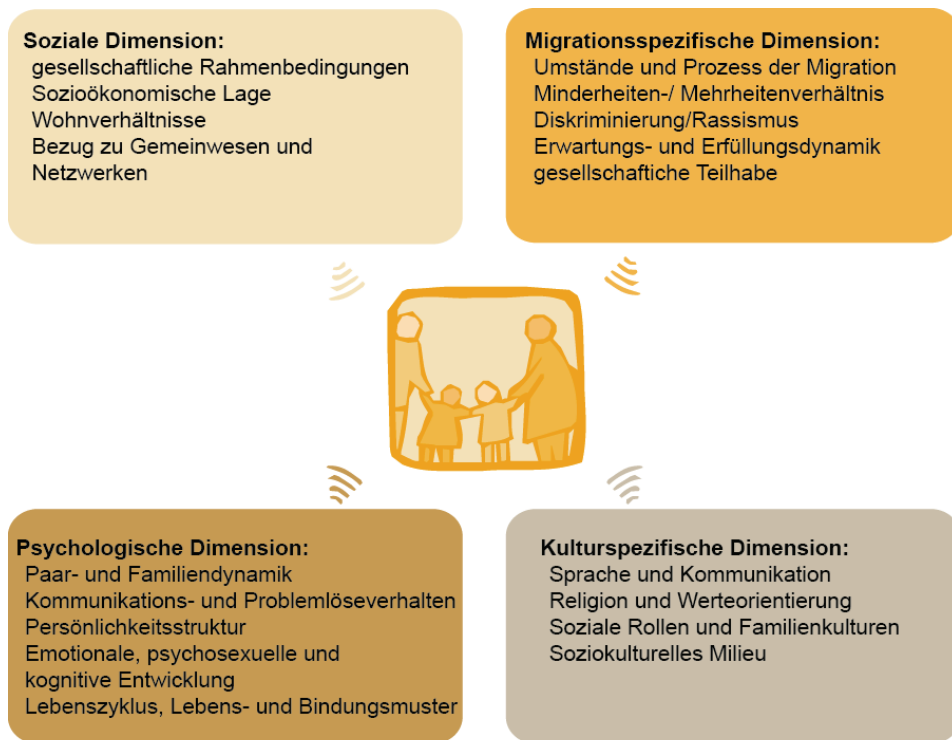 Soziale Dimension:
gesellschaftliche Rahmenbedingungen
Sozioökonomische Lage
Wohnverhältnisse
Bezug zu Gemeinwesen und
Netzwerken
Migrationsspezifische Dimension:
Umstände und Prozess der Migration
Minderheiten-/ Mehrheitenverhältnis
Diskriminierung/Rassismus
Erwartungs- und Erfüllungsdynamik
gesellschaftiche Teilhabe
Psychologische Dimension:
Paar- und Familiendynamik
Kommunikations- und Problemlöseverhalten
Persönlichkeitsstruktur
Emotionale, psychosexuelle und
kognitive Entwicklung
Lebenszyklus, Lebens- und Bindungsmuster
Kulturspezifische Dimension:
Sprache und Kommunikation
Religion und Werteorientierung
Soziale Rollen und Familienkulturen
Soziokulturelles Milieu